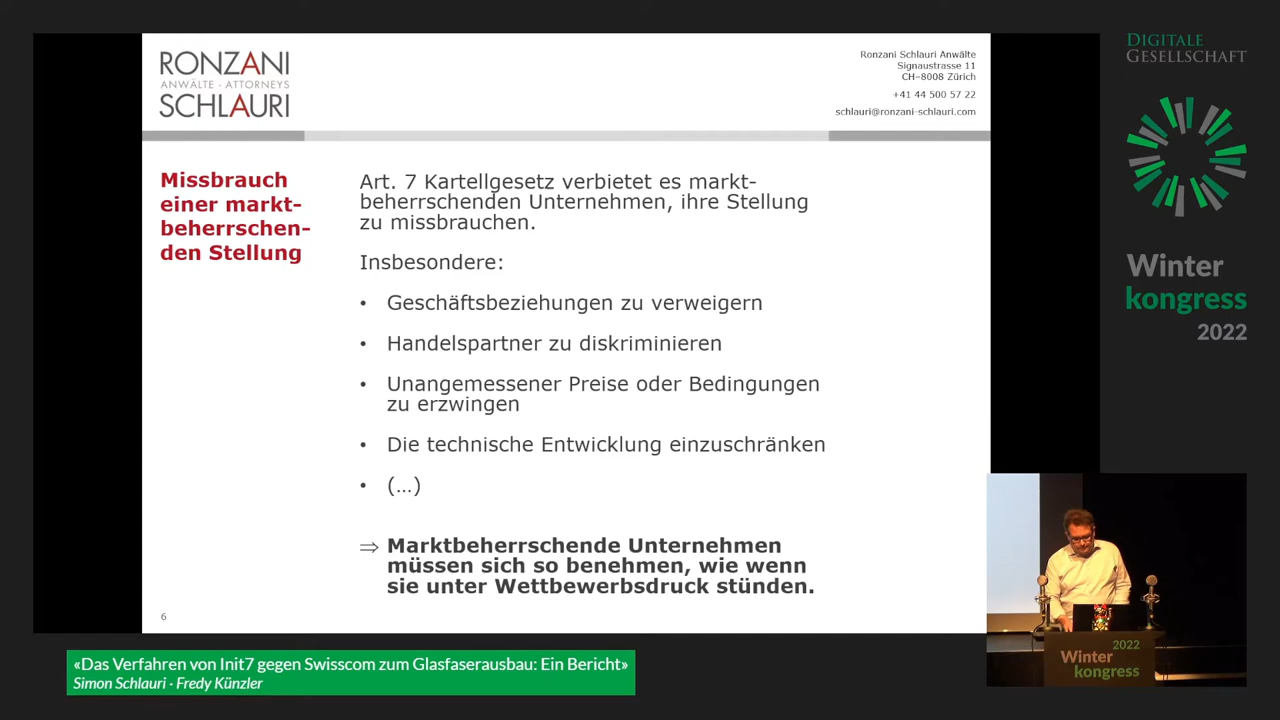 RONZANI
ANWÄLTE · ATTORNEYS
SCHLAURI
Ronzani Schlauri Anwälte
Signaustrasse 11
CH–8008 Zürich
+41 44 500 57 22
schlauri@ronzani-schlauri.com
Missbrauch
einer markt-
beherrschen-
den Stellung
Art. 7 Kartellgesetz verbietet es markt-
beherrschenden Unternehmen, ihre Stellung
zu missbrauchen.
Insbesondere:
• Geschäftsbeziehungen zu verweigern
• Handelspartner zu diskriminieren
• Unangemessener Preise oder Bedingungen
zu erzwingen
• Die technische Entwicklung einzuschränken
• (…)
⇒ Marktbeherrschende Unternehmen
müssen sich so benehmen, wie wenn
sie unter Wettbewerbsdruck stünden.
6
DIGITALE
GESELLSCHAFT
Winter
kongress
2022
2022
Winter
kongress
«Das Verfahren von Init7 gegen Swisscom zum Glasfaserausbau: Ein Bericht»
Simon Schlauri · Fredy Künzler